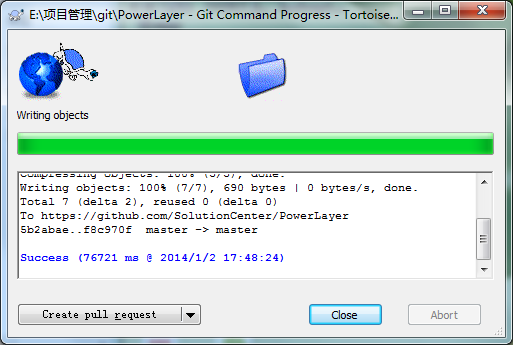 E:\项目管理\git\PowerLayer - Git Command Progress - Tortoise...
Writing objects
Compressing objects: 100% (5/5), done.
Writing objects: 100% (7/7), 690 bytes | 0 bytes/s, done.
Total 7 (delta 2), reused 0 (delta 0)
To https://github.com/SolutionCenter/PowerLayer
5b2abae..f8c970f  master -> master
Success (76721 ms @ 2014/1/2 17:48:24)
Create pull request
Close
Abort